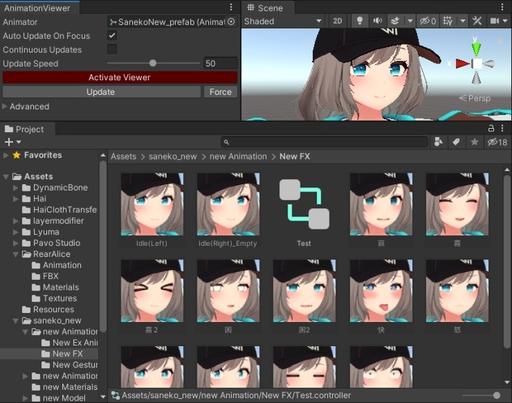 AnimationViewer
Animator
SanekoNew_prefab (Animat
Auto Update On Focus
Continuous Updates
Update Speed
50
Activate Viewer
Update
Force
Advanced
Scene
Shaded
2D
0
Persp
Project
18
Favorites
Assets
DynamicBone
Hai
HaiClothTransfe
layermodifier
Lyuma
Pavo Studio
RearAlice
Animation
FBX
Materials
Textures
Resources
saneko_new
new Animation
New Ex Ani
New FX
New Gestur
new Animation
new Materials
new Model
Assets > saneko_new > new Animation > New FX
Idle(Left)
Idle(Right)_Empty
Test
喜2
困
困2
快
怒
Assets/saneko_new/new Animation/New FX/Test.controller